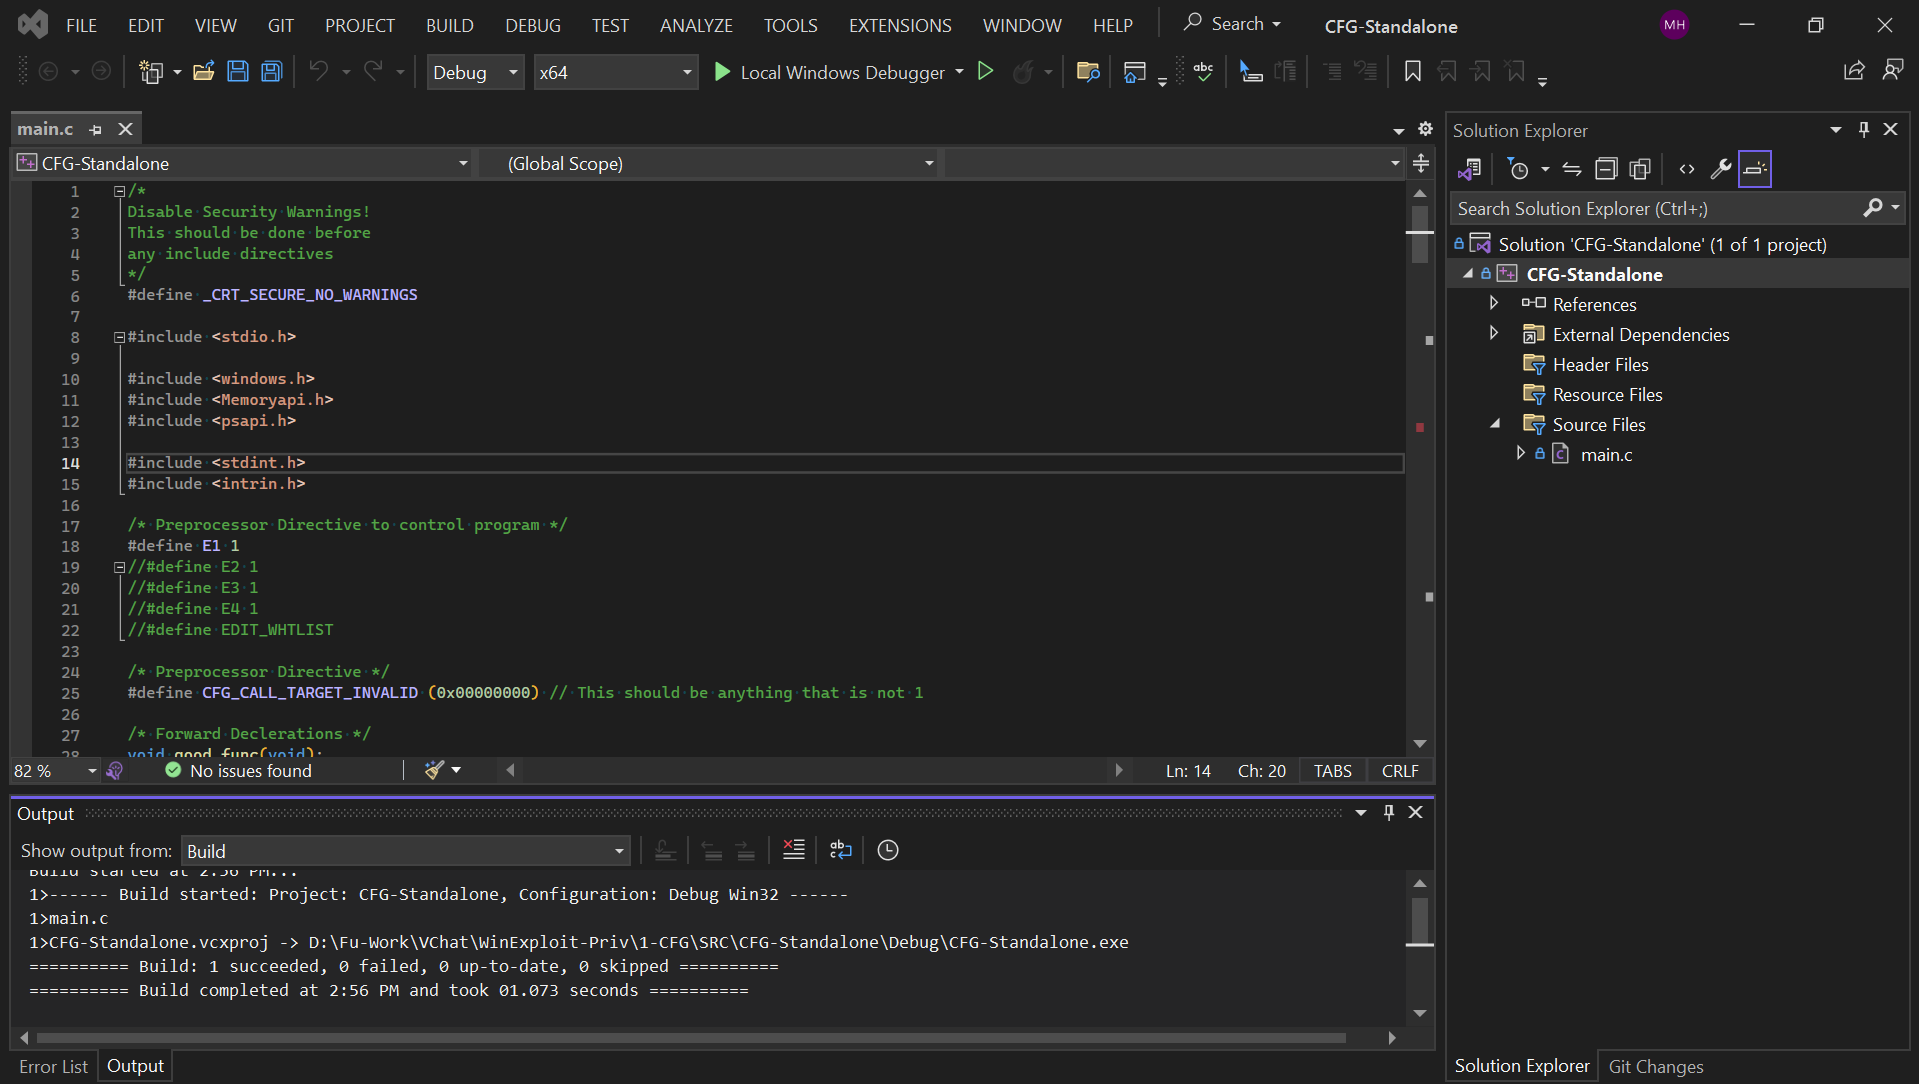 FILE EDIT VIEW GIT PROJECT BUILD DEBUG TEST ANALYZE TOOLS EXTENSIONS WINDOW HELP Search CFG-Standalone MH
Debug x64 Local Windows Debugger abc
main.c
CFG-Standalone (Global Scope)
1 /*
2 Disable Security Warnings!
3 This should be done before
4 any include directives
5 */
6 #define _CRT_SECURE_NO_WARNINGS
7
8 #include <stdio.h>
9
10 #include <windows.h>
11 #include <Memoryapi.h>
12 #include <psapi.h>
13
14 #include <stdint.h>
15 #include <intrin.h>
16
17 /* Preprocessor Directive to control program */
18 #define E1 1
19 //#define E2 1
20 //#define E3 1
21 //#define E4 1
22 //#define EDIT_WHTLIST
23
24 /* Preprocessor Directive */
25 #define CFG_CALL_TARGET_INVALID (0x00000000) // This should be anything that is not 1
26
27 /* Forward Declerations */
28 void good_func(void);
82 % No issues found Ln: 14 Ch: 20 TABS CRLF
Output
Show output from: Build
Build started at 2:56 PM...
1>------ Build started: Project: CFG-Standalone, Configuration: Debug Win32 ------
1>main.c
1>CFG-Standalone.vcxproj -> D:\Fu-Work\VChat\WinExploit-Priv\1-CFG\SRC\CFG-Standalone\Debug\CFG-Standalone.exe
========== Build: 1 succeeded, 0 failed, 0 up-to-date, 0 skipped ==========
========== Build completed at 2:56 PM and took 01.073 seconds ==========
Error List Output
Solution Explorer
Search Solution Explorer (Ctrl+;)
Solution 'CFG-Standalone' (1 of 1 project)
CFG-Standalone
References
External Dependencies
Header Files
Resource Files
Source Files
main.c
Solution Explorer Git Changes